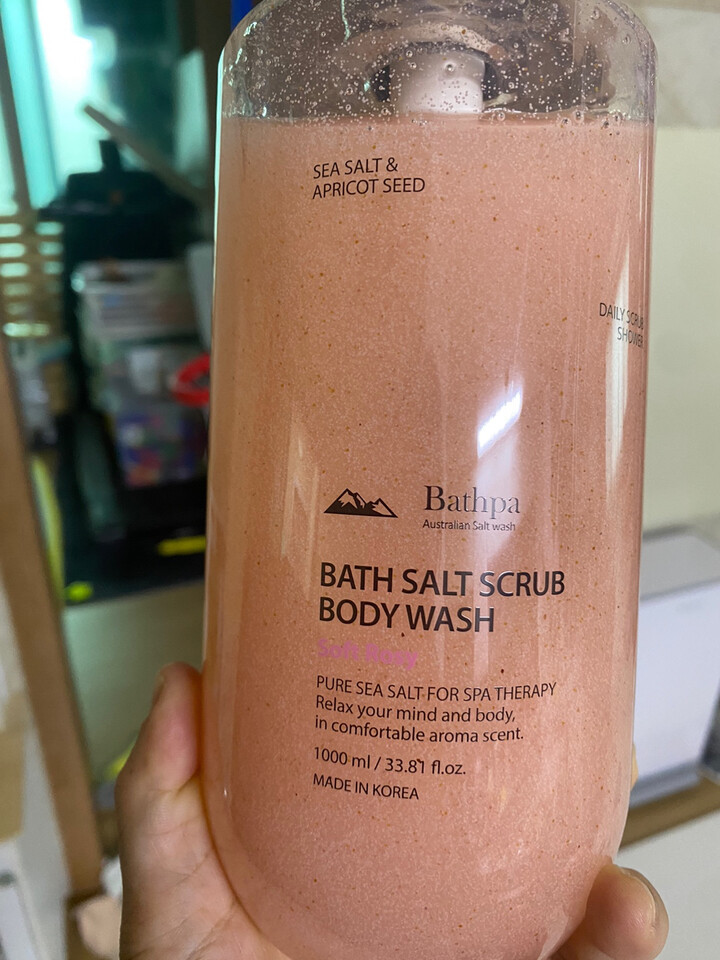 SEA SALT &
APRICOT SEED
DAILY SCRUB
SHOWER
Bathpa
Australian Salt wash
BATH SALT SCRUB
BODY WASH
Soft Rosy
PURE SEA SALT FOR SPA THERAPY
Relax your mind and body,
in comfortable aroma scent.
1000 ml / 33.81 fl.oz.
MADE IN KOREA